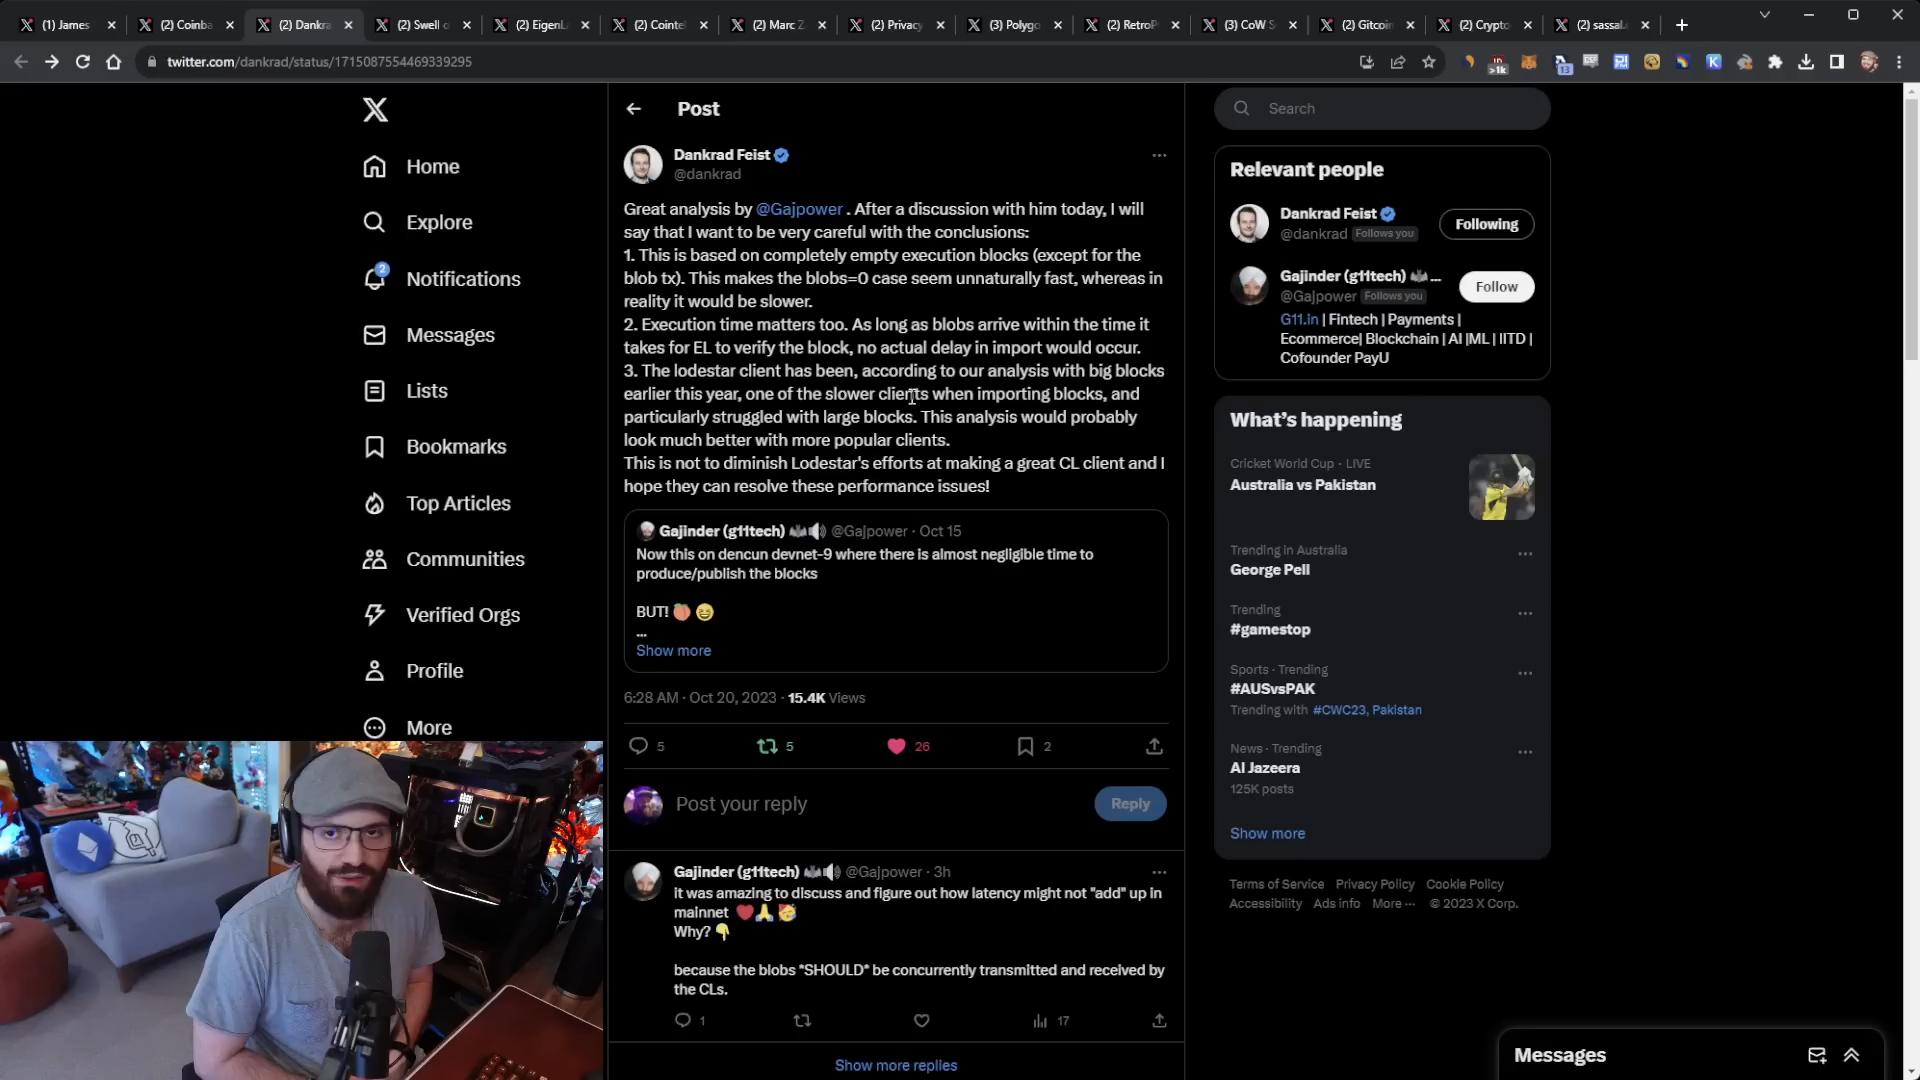 (1) James
(2) Coinba
(2) Dankra
(2) Swell
(2) EigenL
(2) Cointel
(2) Marc Z
(2) Privacy
(3) Polygo
(2) RetroP
(3) CoW S
(2) Gitcoin
(2) Crypto
(2) sassal.
twitter.com/dankrad/status/1715087554469339295
>1k
13
Home
Explore
2
Notifications
Messages
Lists
Bookmarks
Top Articles
Communities
Verified Orgs
Profile
More
Post
Dankrad Feist
@dankrad
Great analysis by @Gajpower . After a discussion with him today, I will
say that I want to be very careful with the conclusions:
1. This is based on completely empty execution blocks (except for the
blob tx). This makes the blobs=0 case seem unnaturally fast, whereas in
reality it would be slower.
2. Execution time matters too. As long as blobs arrive within the time it
takes for EL to verify the block, no actual delay in import would occur.
3. The lodestar client has been, according to our analysis with big blocks
earlier this year, one of the slower clients when importing blocks, and
particularly struggled with large blocks. This analysis would probably
look much better with more popular clients.
This is not to diminish Lodestar's efforts at making a great CL client and I
hope they can resolve these performance issues!
Gajinder (g11tech) 🦇🔊 @Gajpower · Oct 15
Now this on dencun devnet-9 where there is almost negligible time to
produce/publish the blocks
BUT! 🍑 😆
...
Show more
6:28 AM · Oct 20, 2023 · 15.4K Views
5
5
26
2
Post your reply
Reply
Gajinder (g11tech) 🦇🔊 @Gajpower · 3h
It was amazing to discuss and figure out how latency might not "add" up in
mainnet ❤️🙏🥳
Why? 👇
because the blobs *SHOULD* be concurrently transmitted and received by
the CLs.
1
17
Show more replies
Search
Relevant people
Dankrad Feist
@dankrad Follows you
Following
Gajinder (g11tech) 🦇 ...
@Gajpower Follows you
Follow
G11.in | Fintech | Payments |
Ecommerce| Blockchain | AI |ML | IITD |
Cofounder PayU
What's happening
Cricket World Cup · LIVE
Australia vs Pakistan
Trending in Australia
George Pell
Trending
#gamestop
Sports · Trending
#AUSvsPAK
Trending with #CWC23, Pakistan
News · Trending
Al Jazeera
125K posts
Show more
Terms of Service Privacy Policy Cookie Policy
Accessibility Ads info More ··· © 2023 X Corp.
Messages